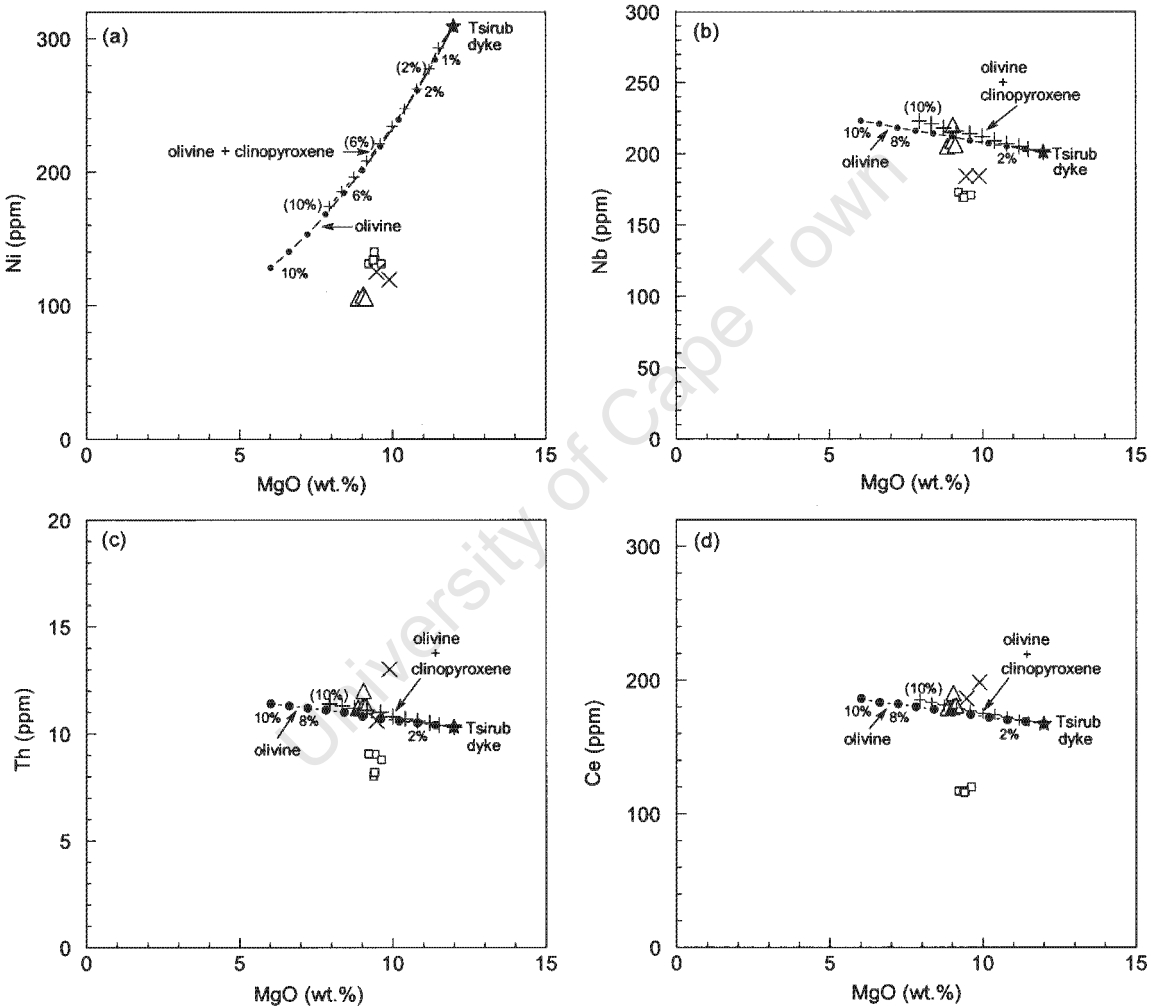 (a)
300
200
100
0
Ni (ppm)
Tsirub
dyke
(2%)
1%
2%
(6%)
olivine + clinopyroxene
6%
(10%)
olivine
10%
0
5
10
15
MgO (wt.%)
(b)
300
250
200
150
100
50
0
Nb (ppm)
olivine
+
clinopyroxene
(10%)
10%
8%
olivine
2%
Tsirub
dyke
0
5
10
15
MgO (wt.%)
(c)
20
15
10
5
0
Th (ppm)
olivine
+
clinopyroxene
(10%)
10%
8%
olivine
2%
Tsirub
dyke
0
5
10
15
MgO (wt.%)
(d)
300
200
100
0
Ce (ppm)
olivine
+
clinopyroxene
(10%)
10%
8%
olivine
2%
Tsirub
dyke
0
5
10
15
MgO (wt.%)
University of Cape Town